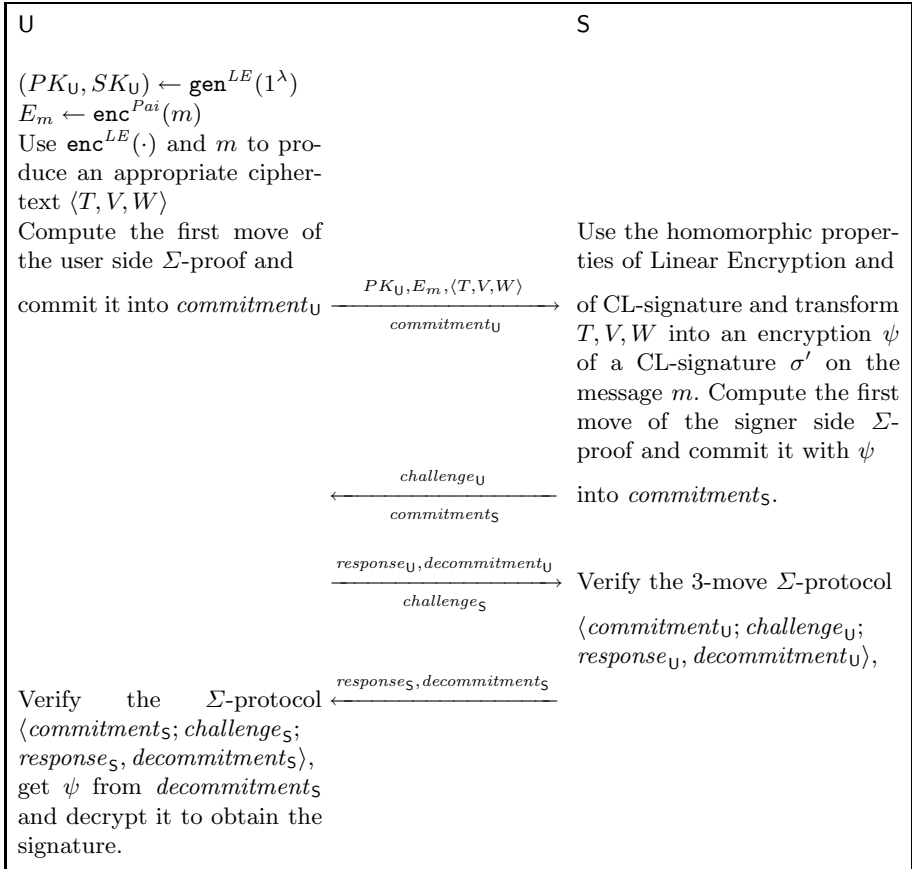 U
S
(PK_U, SK_U) ← gen^{LE}(1^λ)
E_m ← enc^{Pai}(m)
Use enc^{LE}(·) and m to pro-
duce an appropriate cipher-
text ⟨T, V, W⟩
Compute the first move of
the user side Σ-proof and
commit it into commitment_U
PK_U, E_m, ⟨T,V,W⟩
commitment_U
Use the homomorphic proper-
ties of Linear Encryption and
of CL-signature and transform
T, V, W into an encryption ψ
of a CL-signature σ′ on the
message m. Compute the first
move of the signer side Σ-
proof and commit it with ψ
into commitment_S.
challenge_U
commitment_S
response_U, decommitment_U
challenge_S
Verify the 3-move Σ-protocol
⟨commitment_U; challenge_U;
response_U, decommitment_U⟩,
response_S, decommitment_S
Verify the Σ-protocol
⟨commitment_S; challenge_S;
response_S, decommitment_S⟩,
get ψ from decommitment_S
and decrypt it to obtain the
signature.